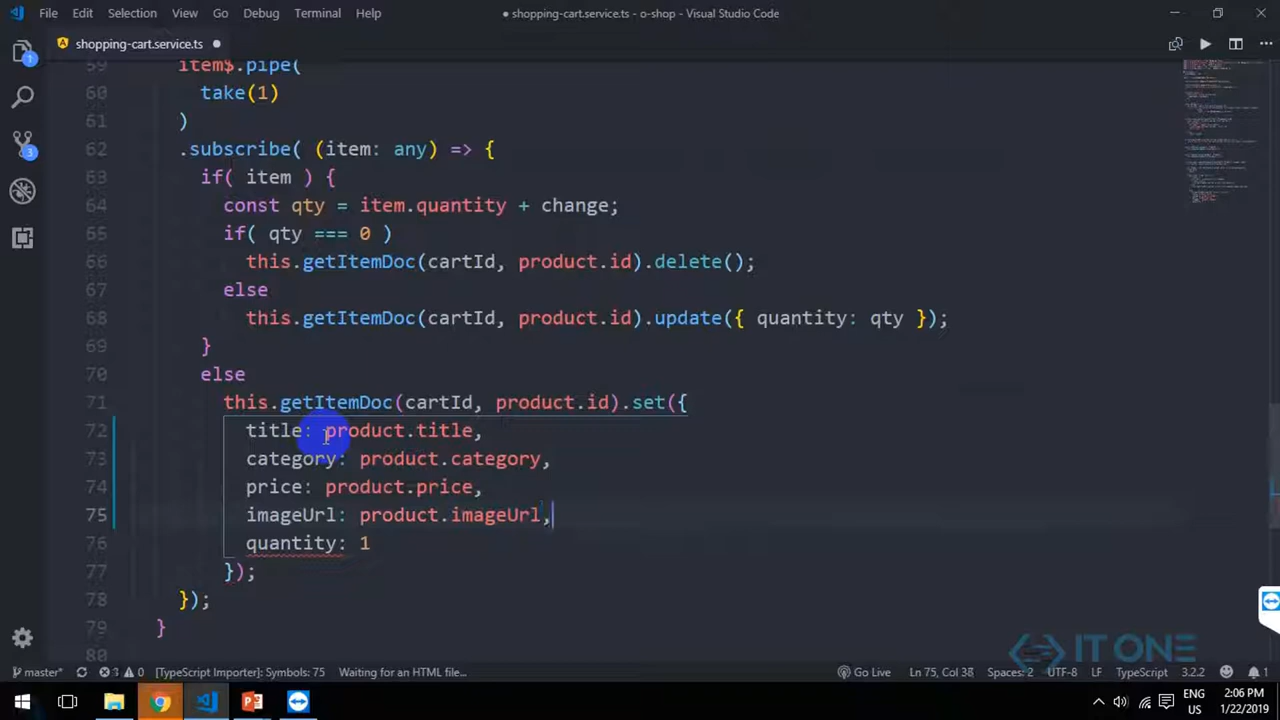 File Edit Selection View Go Debug Terminal Help
● shopping-cart.service.ts - o-shop - Visual Studio Code
shopping-cart.service.ts ●
59 item$.pipe(
60 take(1)
61 )
62 .subscribe( (item: any) => {
63 if( item ) {
64 const qty = item.quantity + change;
65 if( qty === 0 )
66 this.getItemDoc(cartId, product.id).delete();
67 else
68 this.getItemDoc(cartId, product.id).update({ quantity: qty });
69 }
70 else
71 this.getItemDoc(cartId, product.id).set({
72 title: product.title,
73 category: product.category,
74 price: product.price,
75 imageUrl: product.imageUrl,
76 quantity: 1
77 });
78 });
79 }
80
IT ONE
master* 3 0 [TypeScript Importer]: Symbols: 75 Waiting for an HTML file... Go Live Ln 75, Col 38 Spaces: 2 UTF-8 LF TypeScript 3.2.2 1
ENG 2:06 PM
US 1/22/2019